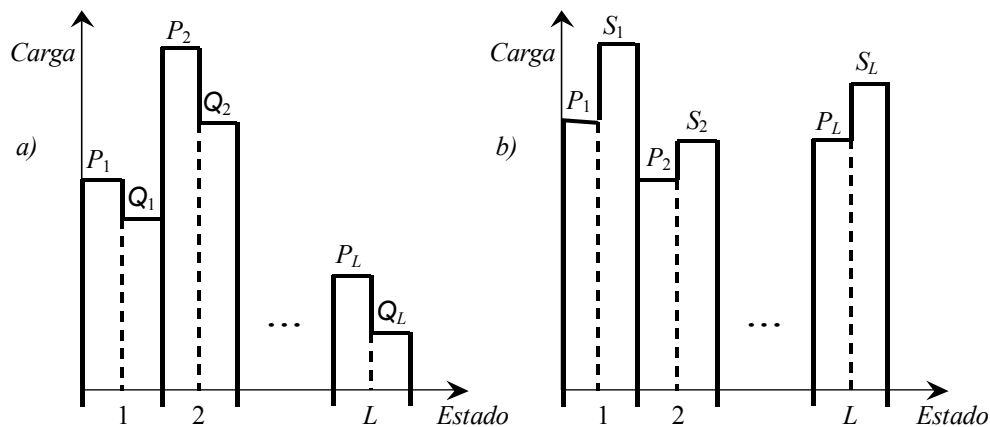 Carga
a)
P1
Q1
P2
Q2
...
PL
QL
1 2 L Estado
Carga
b)
P1
S1
P2
S2
...
PL
SL
1 2 L Estado